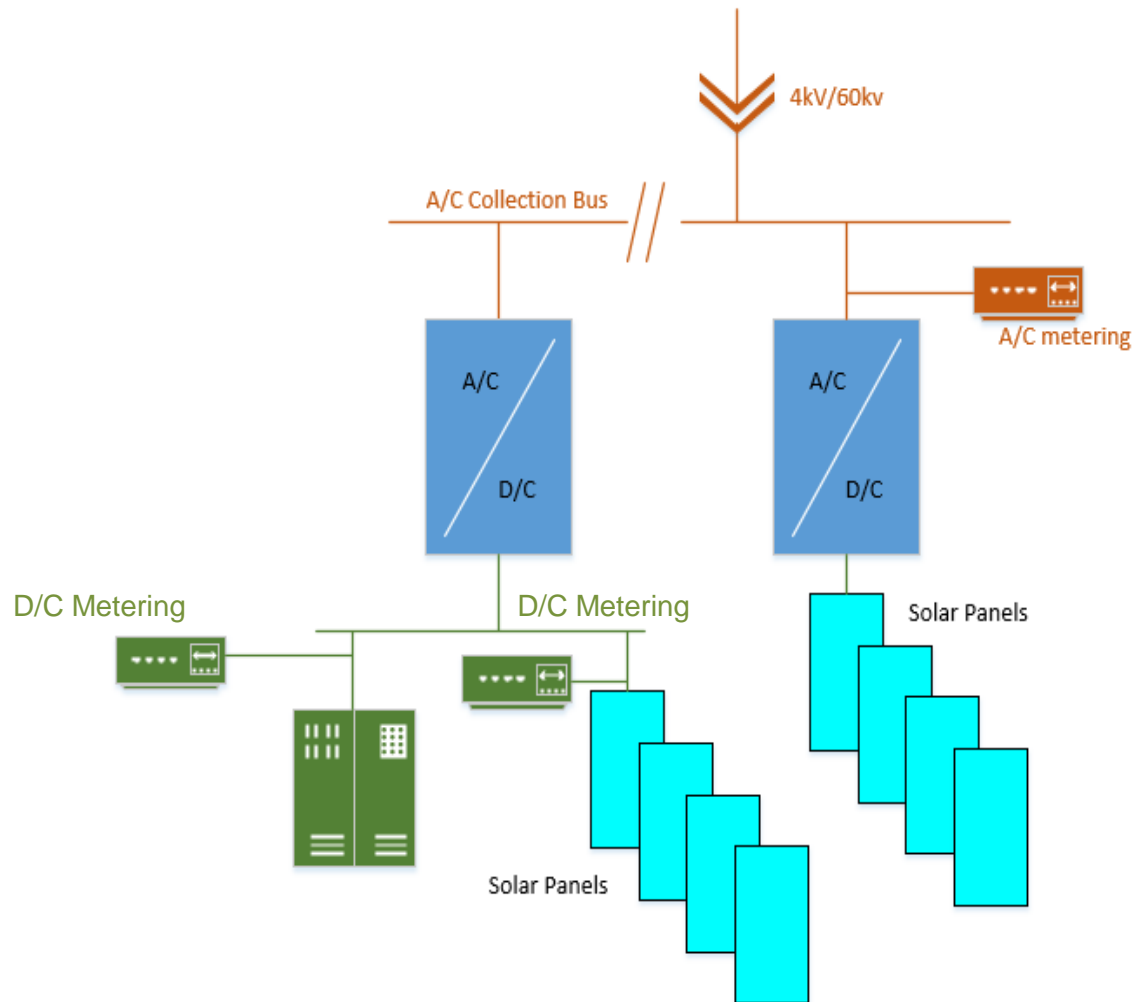 4kV/60kv
A/C Collection Bus
A/C metering
A/C
D/C
A/C
D/C
D/C Metering
D/C Metering
Solar Panels
Solar Panels